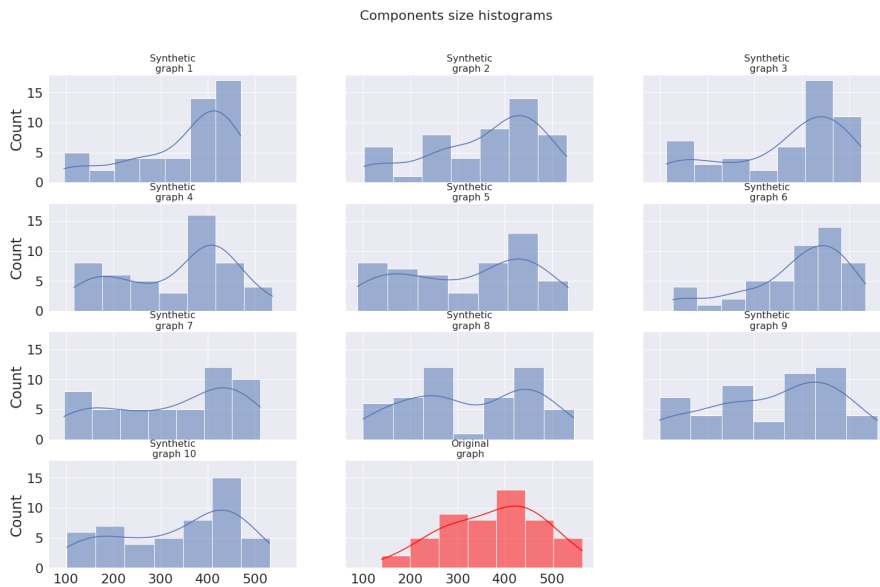 Components size histograms
Synthetic
graph 1
Synthetic
graph 2
Synthetic
graph 3
Count
15
10
5
0
Synthetic
graph 4
Synthetic
graph 5
Synthetic
graph 6
Count
15
10
5
0
Synthetic
graph 7
Synthetic
graph 8
Synthetic
graph 9
Count
15
10
5
0
Synthetic
graph 10
Original
graph
Count
15
10
5
0
100 200 300 400 500
100 200 300 400 500